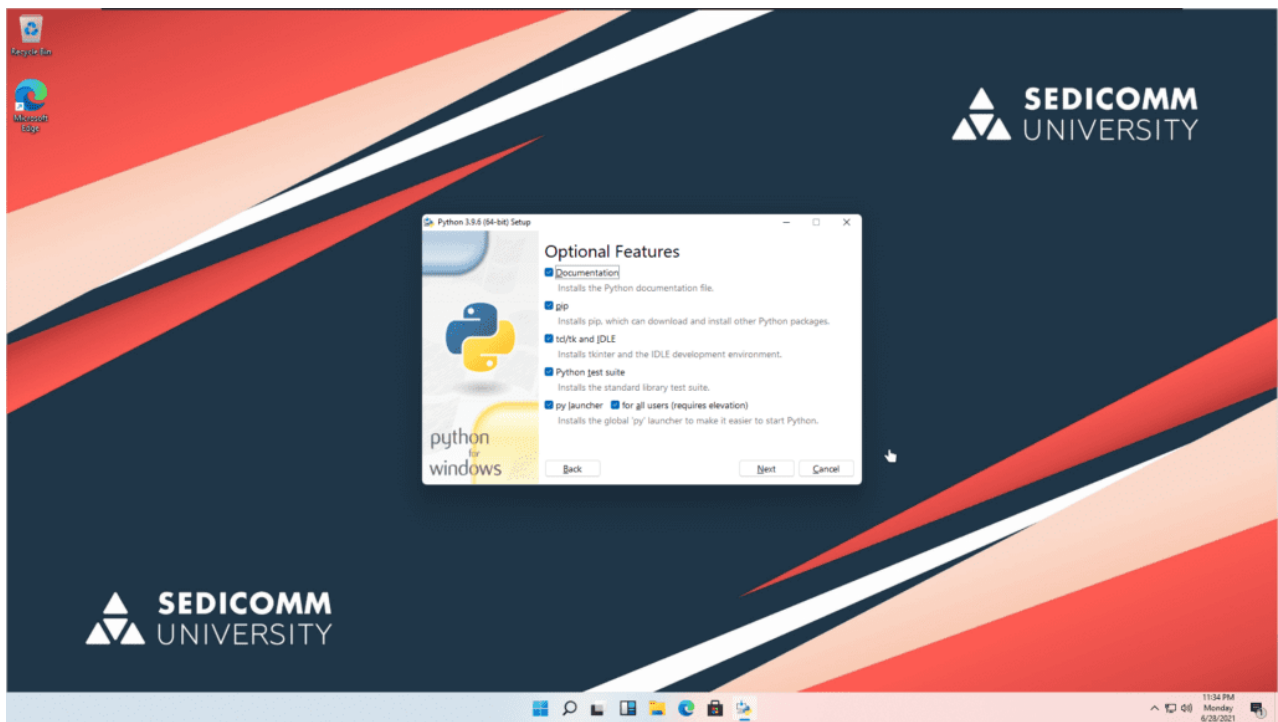 Recycle Bin
Microsoft
Edge
SEDICOMM
UNIVERSITY
Python 3.9.6 (64-bit) Setup
Optional Features
Documentation
Installs the Python documentation file.
pip
Installs pip, which can download and install other Python packages.
tcl/tk and IDLE
Installs tkinter and the IDLE development environment.
Python test suite
Installs the standard library test suite.
py launcher for all users (requires elevation)
Installs the global 'py' launcher to make it easier to start Python.
python
for
windows
Back
Next
Cancel
SEDICOMM
UNIVERSITY
11:34 PM
Monday
6/28/2021
1